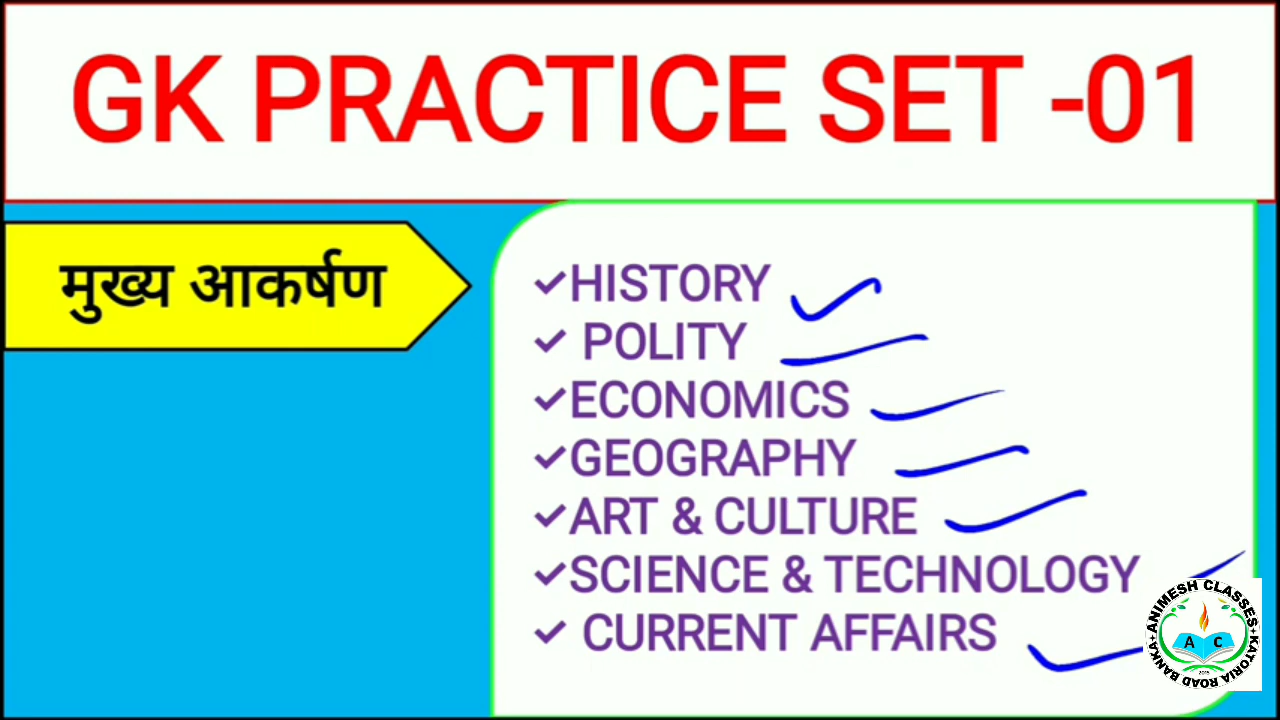 GK PRACTICE SET -01
मुख्य आकर्षण
HISTORY
POLITY
ECONOMICS
GEOGRAPHY
ART & CULTURE
SCIENCE & TECHNOLOGY
CURRENT AFFAIRS
ANIMESH CLASSES
KATORIA ROAD BANKA
A C